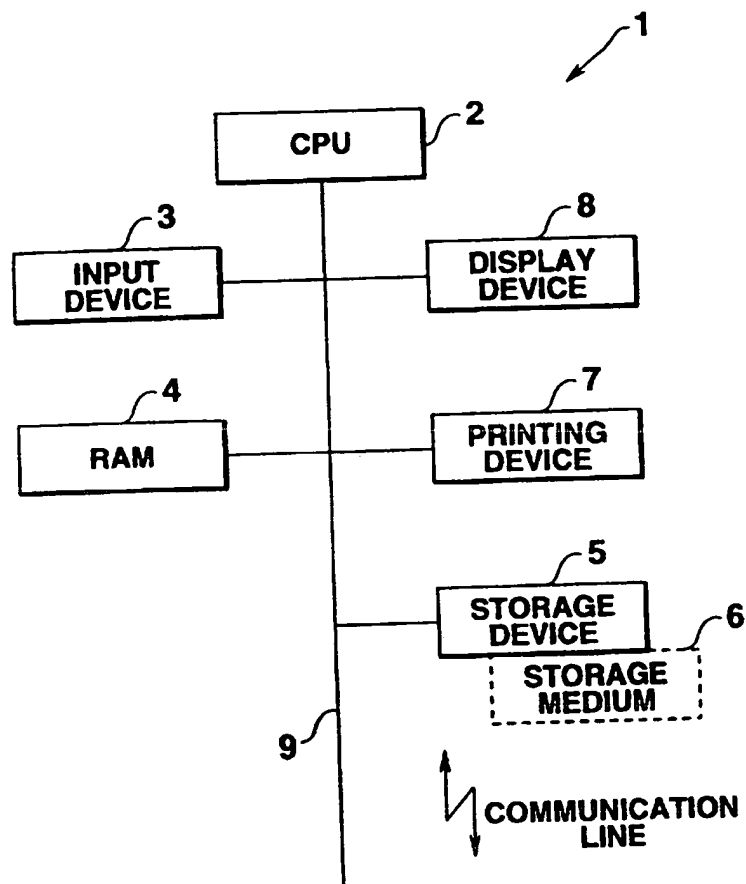 1
2
CPU
3
INPUT
DEVICE
8
DISPLAY
DEVICE
4
RAM
7
PRINTING
DEVICE
5
STORAGE
DEVICE
6
STORAGE
MEDIUM
9
COMMUNICATION
LINE